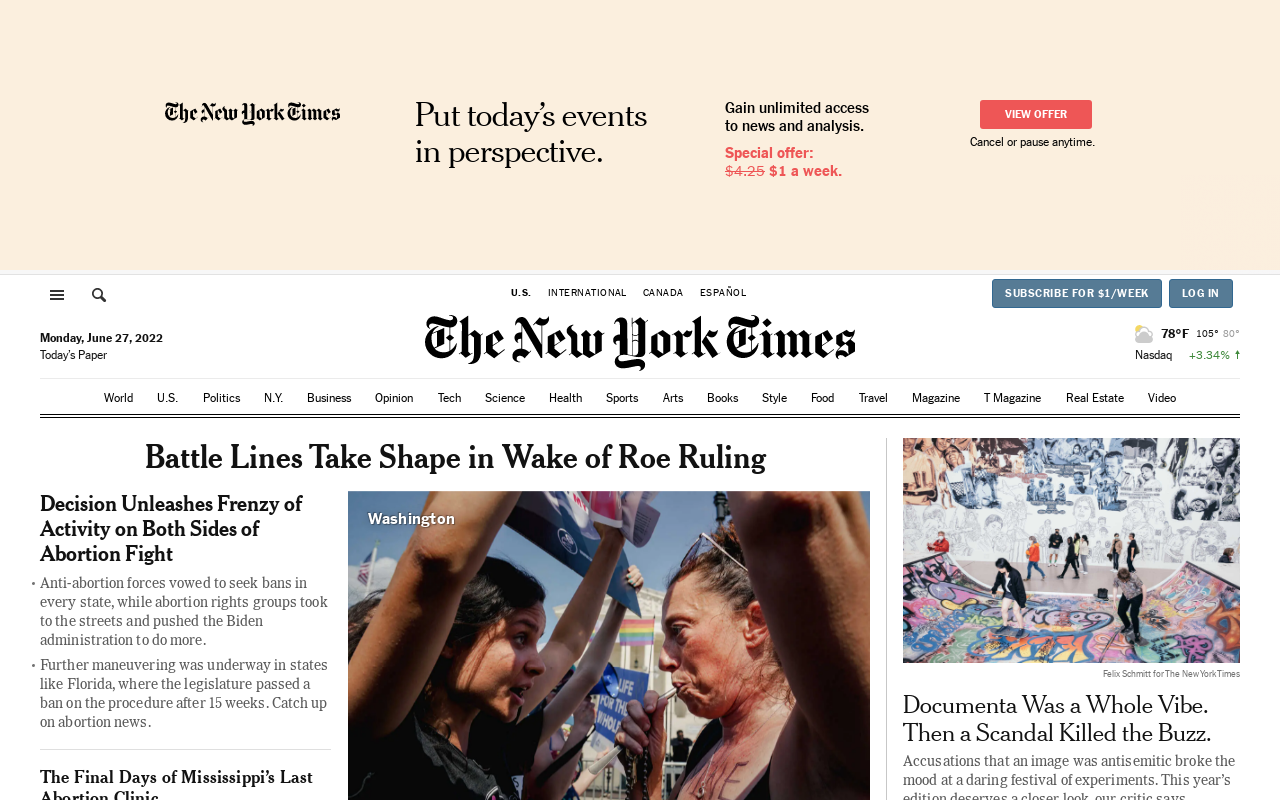 The New York Times
Put today's events
in perspective.
Gain unlimited access
to news and analysis.
Special offer:
$4.25 $1 a week.
VIEW OFFER
Cancel or pause anytime.
U.S. INTERNATIONAL CANADA ESPAÑOL
SUBSCRIBE FOR $1/WEEK LOG IN
Monday, June 27, 2022
Today's Paper
The New York Times
78°F 105° 80°
Nasdaq +3.34% ↑
World U.S. Politics N.Y. Business Opinion Tech Science Health Sports Arts Books Style Food Travel Magazine T Magazine Real Estate Video
Battle Lines Take Shape in Wake of Roe Ruling
Decision Unleashes Frenzy of
Activity on Both Sides of
Abortion Fight
• Anti-abortion forces vowed to seek bans in
every state, while abortion rights groups took
to the streets and pushed the Biden
administration to do more.
• Further maneuvering was underway in states
like Florida, where the legislature passed a
ban on the procedure after 15 weeks. Catch up
on abortion news.
The Final Days of Mississippi's Last
Abortion Clinic
Washington
LIFE
FOR THE
WHOLE
Felix Schmitt for The New York Times
Documenta Was a Whole Vibe.
Then a Scandal Killed the Buzz.
Accusations that an image was antisemitic broke the
mood at a daring festival of experiments. This year's
edition deserves a closer look, our critic says.